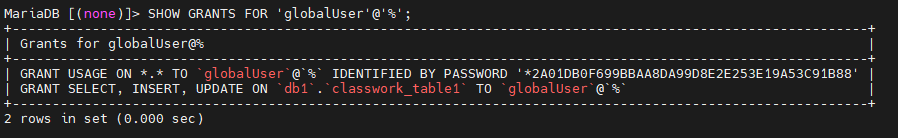 MariaDB [(none)]> SHOW GRANTS FOR 'globalUser'@'%';
+----------------------------------------------------------------------------------------------------------+
| Grants for globalUser@% |
+----------------------------------------------------------------------------------------------------------+
| GRANT USAGE ON *.* TO `globalUser`@`%` IDENTIFIED BY PASSWORD '*2A01DB0F699BBAA8DA99D8E2E253E19A53C91B88' |
| GRANT SELECT, INSERT, UPDATE ON `db1`.`classwork_table1` TO `globalUser`@`%` |
+----------------------------------------------------------------------------------------------------------+
2 rows in set (0.000 sec)